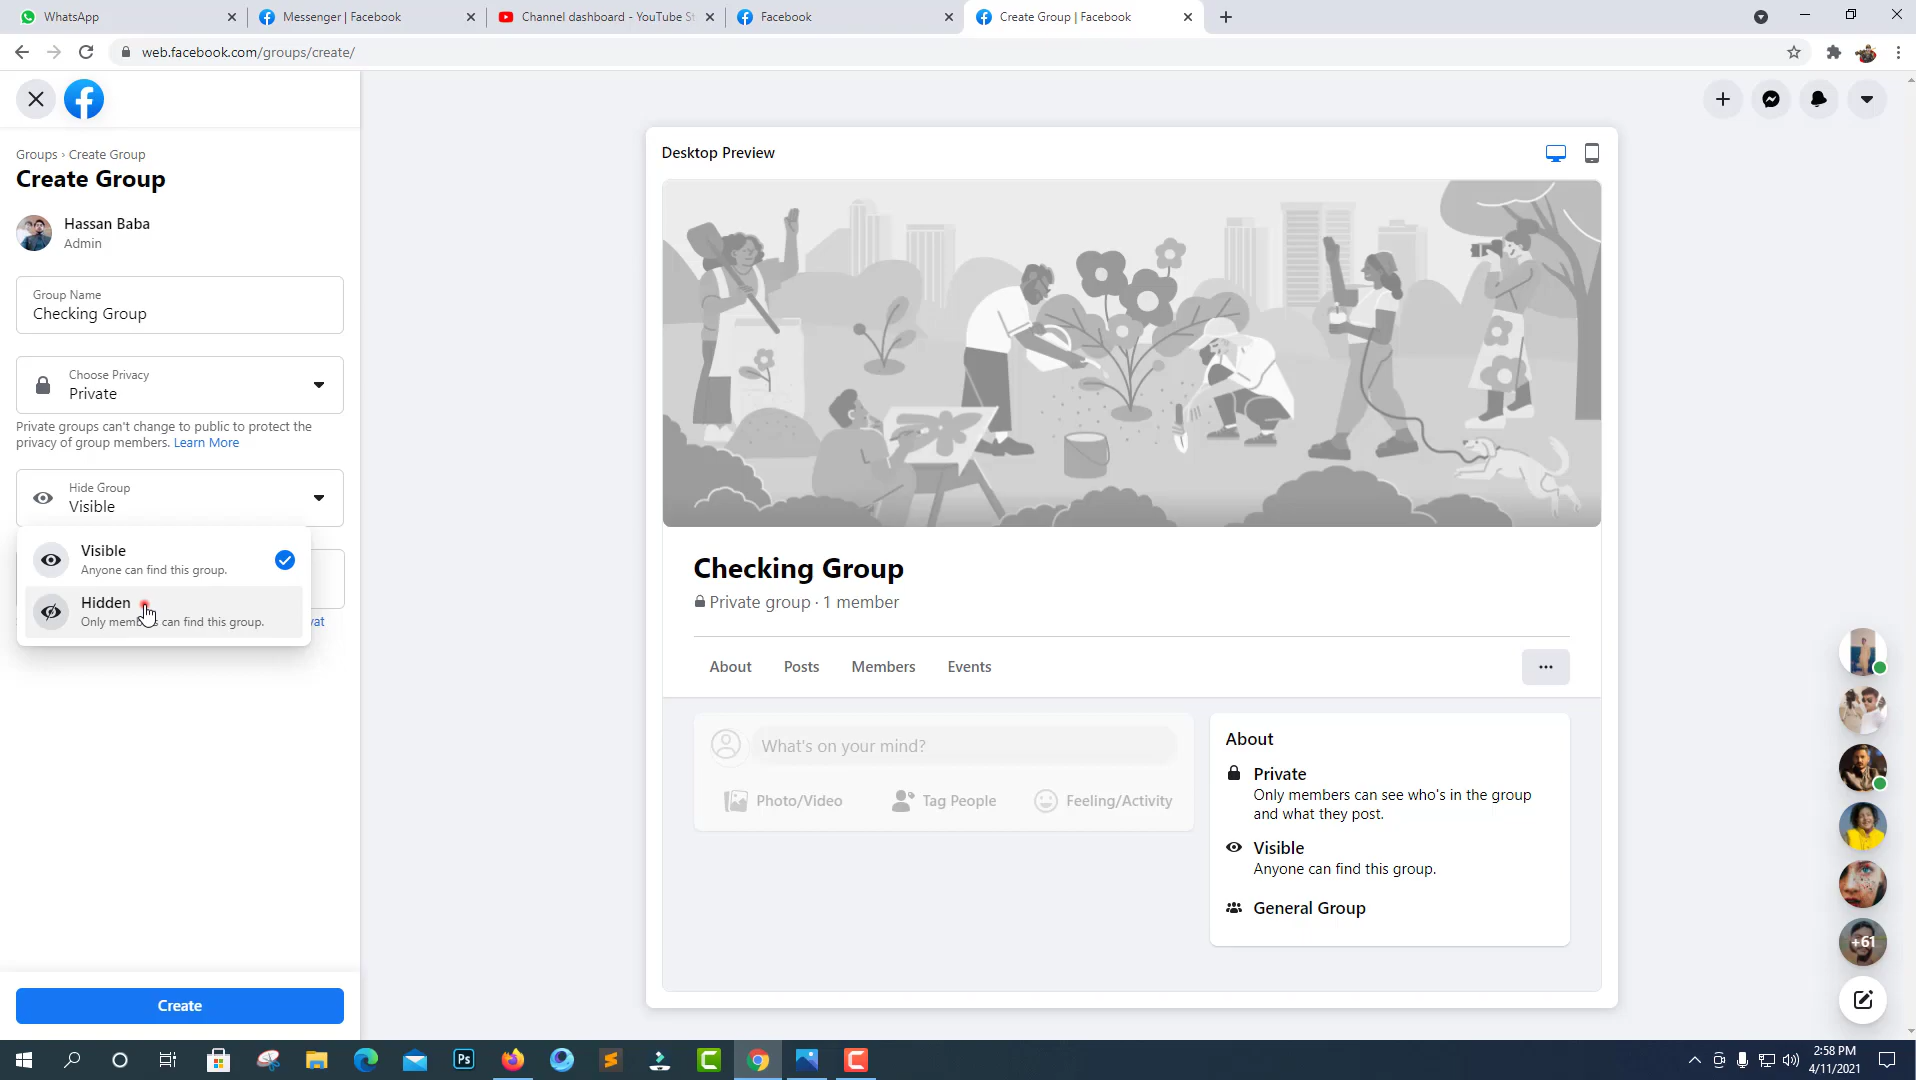 WhatsApp
Messenger | Facebook
Channel dashboard - YouTube St
Facebook
Create Group | Facebook
web.facebook.com/groups/create/
Groups › Create Group
Create Group
Hassan Baba
Admin
Group Name
Checking Group
Choose Privacy
Private
Private groups can't change to public to protect the
privacy of group members. Learn More
Hide Group
Visible
Visible
Anyone can find this group.
Hidden
Only members can find this group.
Create
Desktop Preview
Checking Group
Private group · 1 member
About
Posts
Members
Events
What's on your mind?
Photo/Video
Tag People
Feeling/Activity
About
Private
Only members can see who's in the group
and what they post.
Visible
Anyone can find this group.
General Group
+61
Ps
2:58 PM
4/11/2021